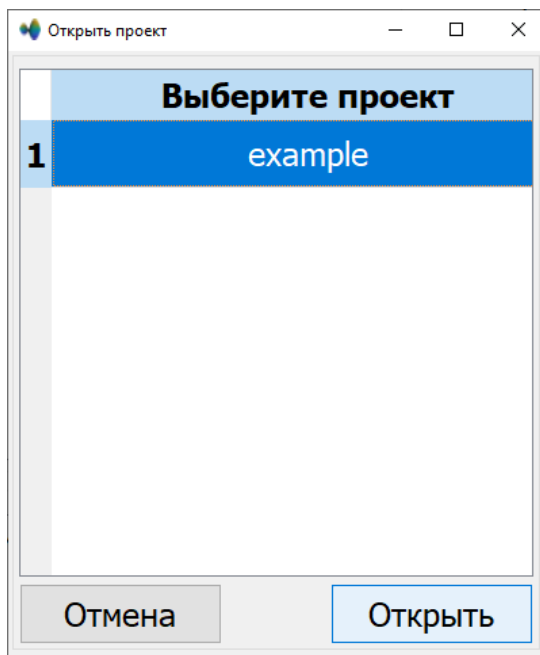 Открыть проект
Выберите проект
1 example
Отмена Открыть